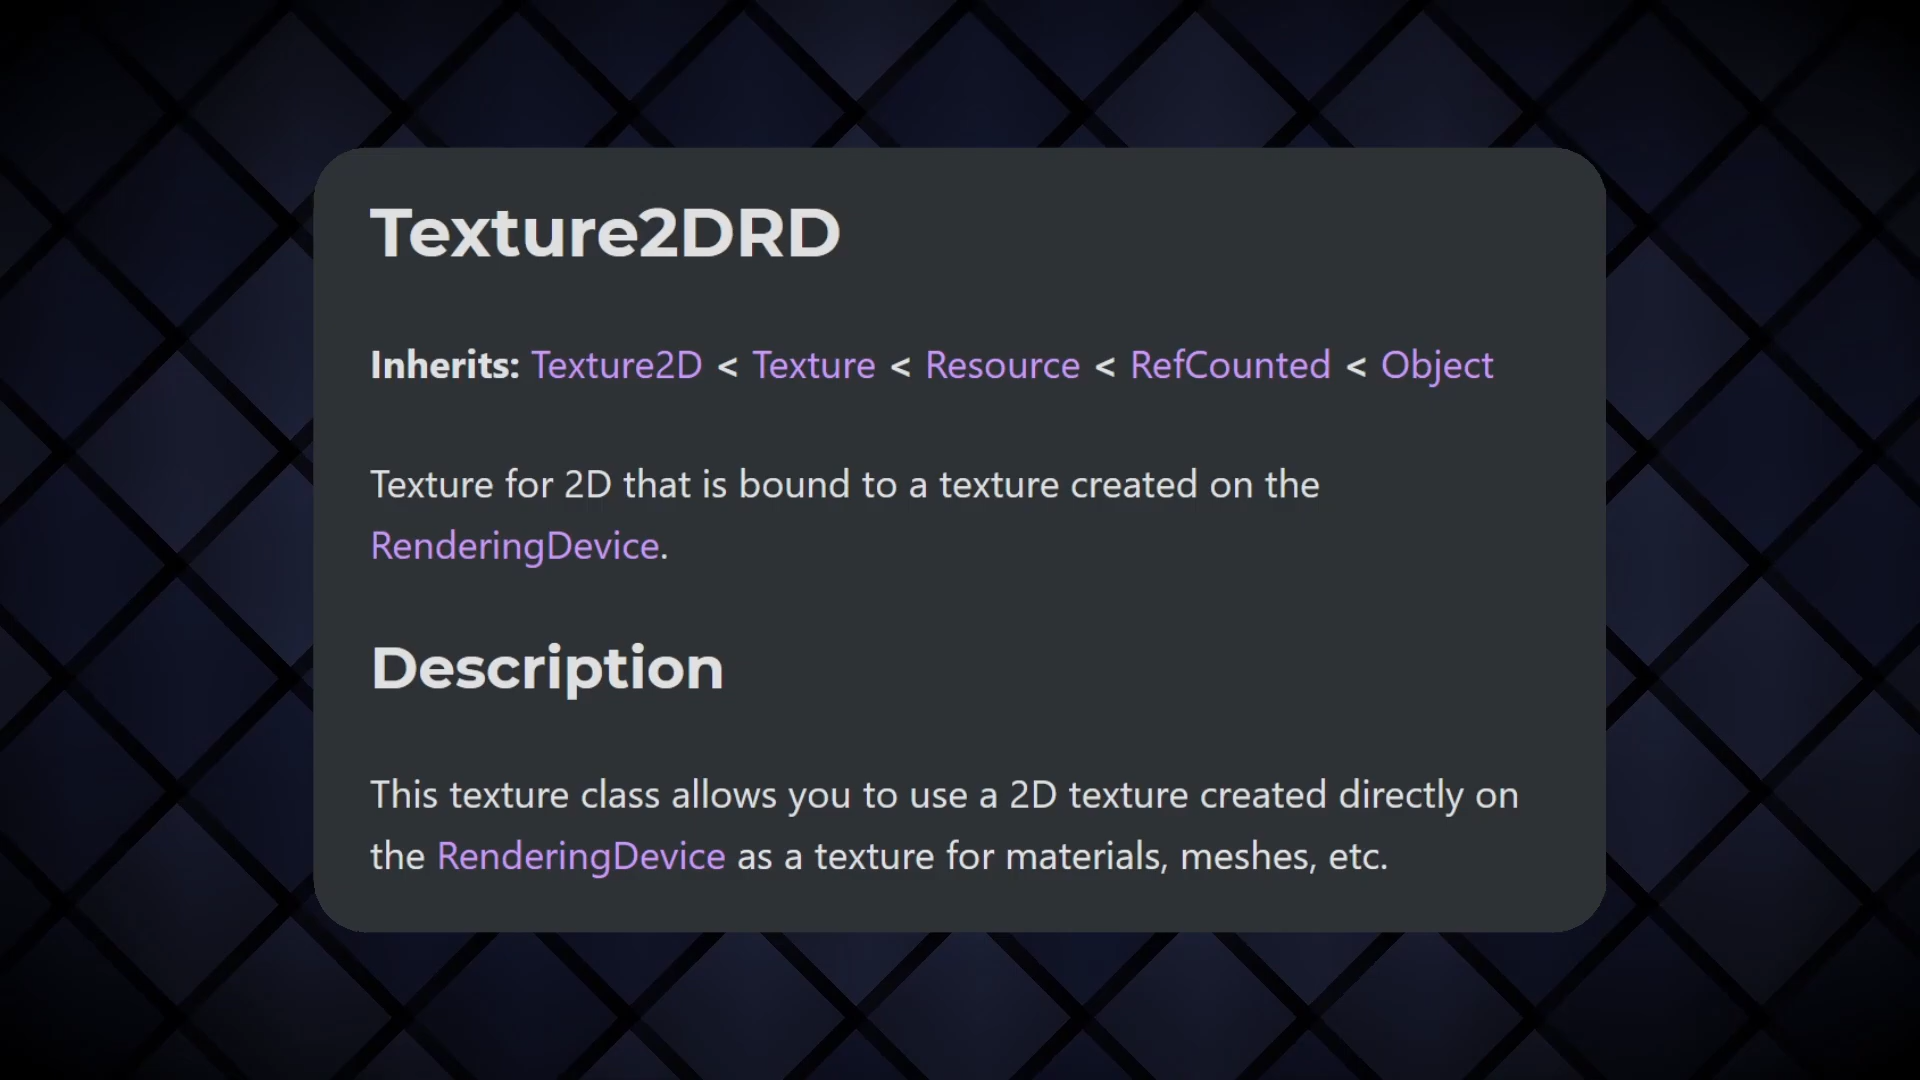 Texture2DRD
Inherits: Texture2D < Texture < Resource < RefCounted < Object
Texture for 2D that is bound to a texture created on the
RenderingDevice.
Description
This texture class allows you to use a 2D texture created directly on
the RenderingDevice as a texture for materials, meshes, etc.